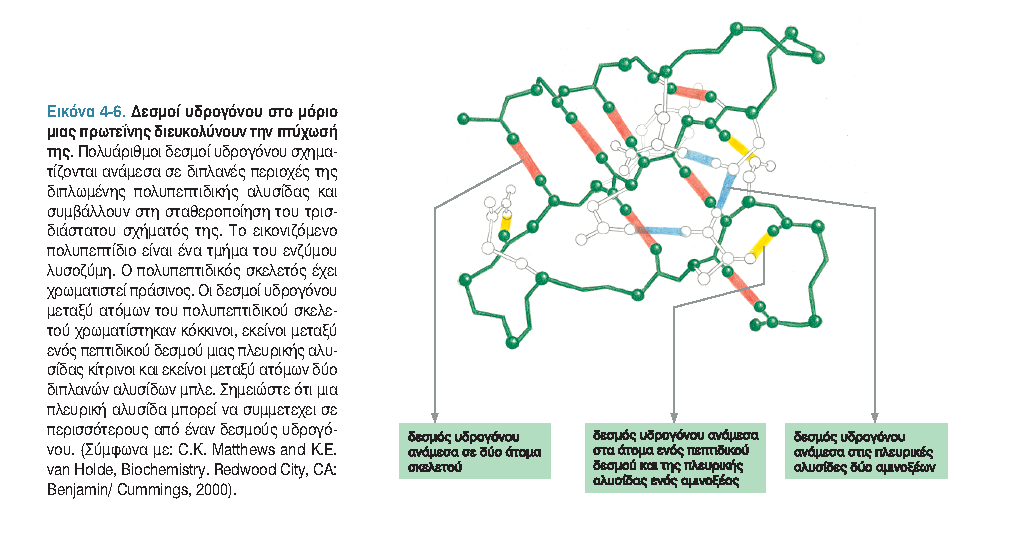 Εικόνα 4-6. Δεσμοί υδρογόνου στο μόριο
μιας πρωτεΐνης διευκολύνουν την πτύχωσή
της. Πολυάριθμοι δεσμοί υδρογόνου σχημα-
τίζονται ανάμεσα σε διπλανές περιοχές της
διπλωμένης πολυπεπτιδικής αλυσίδας και
συμβάλλουν στη σταθεροποίηση του τρισ-
διάστατου σχήματός της. Το εικονιζόμενο
πολυπεπτίδιο είναι ένα τμήμα του ενζύμου
λυσοζύμη. Ο πολυπεπτιδικός σκελετός έχει
χρωματιστεί πράσινος. Οι δεσμοί υδρογόνου
μεταξύ ατόμων του πολυπεπτιδικού σκελε-
τού χρωματίστηκαν κόκκινοι, εκείνοι μεταξύ
ενός πεπτιδικού δεσμού μιας πλευρικής αλυ-
σίδας κίτρινοι και εκείνοι μεταξύ ατόμων δύο
διπλανών αλυσίδων μπλε. Σημειώστε ότι μια
πλευρική αλυσίδα μπορεί να συμμετεχει σε
περισσότερους από έναν δεσμούς υδρογό-
νου. (Σύμφωνα με: C.K. Matthews and K.E.
van Holde, Biochemistry. Redwood City, CA:
Benjamin/ Cummings, 2000).
δεσμός υδρογόνου
ανάμεσα σε δύο άτομα
σκελετού
δεσμός υδρογόνου ανάμεσα
στα άτομα ενός πεπτιδικού
δεσμού και της πλευρικής
αλυσίδας ενός αμινοξέος
δεσμός υδρογόνου
ανάμεσα στις πλευρικές
αλυσίδες δύο αμινοξέων